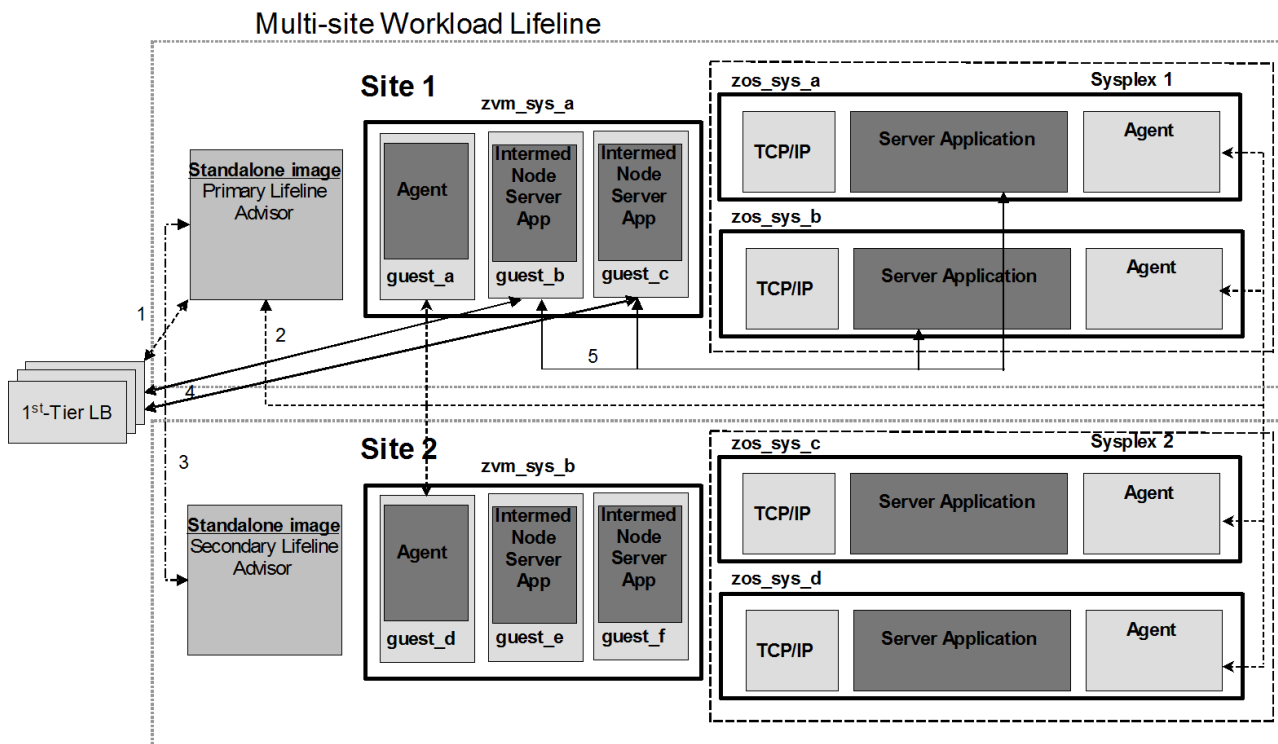 Multi-site Workload Lifeline
Site 1
zvm_sys_a
zos_sys_a
Sysplex 1
Standalone image
Primary Lifeline
Advisor
Agent
guest_a
Intermed
Node
Server
App
guest_b
Intermed
Node
Server
App
guest_c
TCP/IP
Server Application
Agent
zos_sys_b
TCP/IP
Server Application
Agent
1
2
5
4
1st-Tier LB
3
Site 2
zvm_sys_b
zos_sys_c
Sysplex 2
Standalone image
Secondary Lifeline
Advisor
Agent
guest_d
Intermed
Node
Server
App
guest_e
Intermed
Node
Server
App
guest_f
TCP/IP
Server Application
Agent
zos_sys_d
TCP/IP
Server Application
Agent